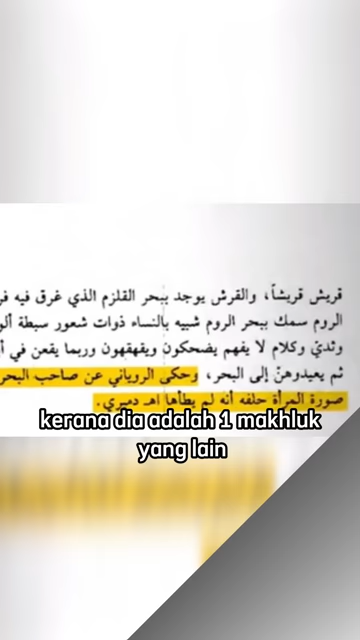 قريش قريشاً، والقرش يوجد ببحر القلزم الذي غرق فيه فر
الروم سمك ببحر الروم شبيه بالنساء ذوات شعور سبطة ألو
وثدي وكلام لا يفهم يضحكون ويقهقهون وربما يقعن في أ
ثم يعيدوهنّ إلى البحر، وحكى الروياني عن صاحب البحر
صورة المرأة حلفه أنه لم يطأها اهـ دميري.
kerana dia adalah 1 makhluk
yang lain